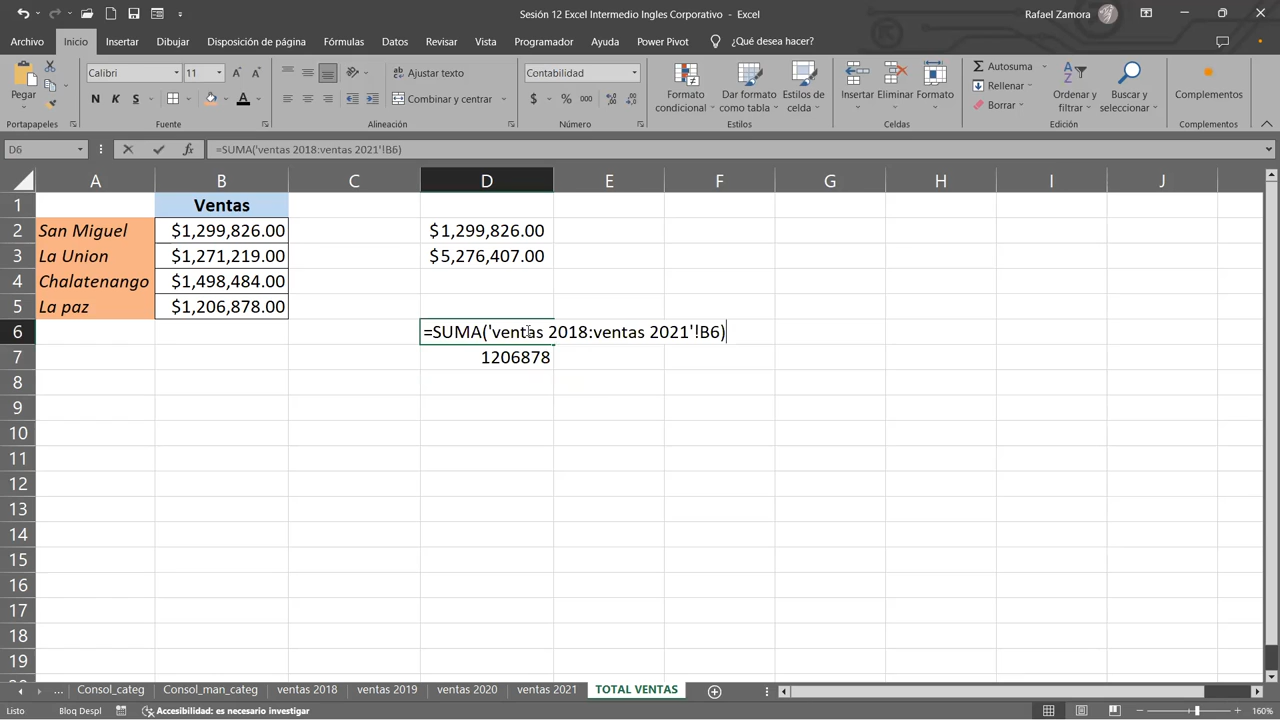 Sesión 12 Excel Intermedio Ingles Corporativo - Excel
Rafael Zamora
Archivo Inicio Insertar Dibujar Disposición de página Fórmulas Datos Revisar Vista Programador Ayuda Power Pivot ¿Qué desea hacer?
Pegar
Portapapeles
Calibri 11
N K S
Fuente
Ajustar texto
Combinar y centrar
Alineación
Contabilidad
$ % 000
Número
Formato condicional
Dar formato como tabla
Estilos de celda
Estilos
Insertar Eliminar Formato
Celdas
Autosuma
Rellenar
Borrar
Ordenar y filtrar
Buscar y seleccionar
Edición
Complementos
Complementos
D6 fx =SUMA('ventas 2018:ventas 2021'!B6)
A B C D E F G H I J
1 Ventas
2 San Miguel $1,299,826.00 $1,299,826.00
3 La Union $1,271,219.00 $5,276,407.00
4 Chalatenango $1,498,484.00
5 La paz $1,206,878.00
6 =SUMA('ventas 2018:ventas 2021'!B6)
7 1206878
8
9
10
11
12
13
14
15
16
17
18
19
... Consol_categ Consol_man_categ ventas 2018 ventas 2019 ventas 2020 ventas 2021 TOTAL VENTAS
Listo Bloq Despl Accesibilidad: es necesario investigar 160%